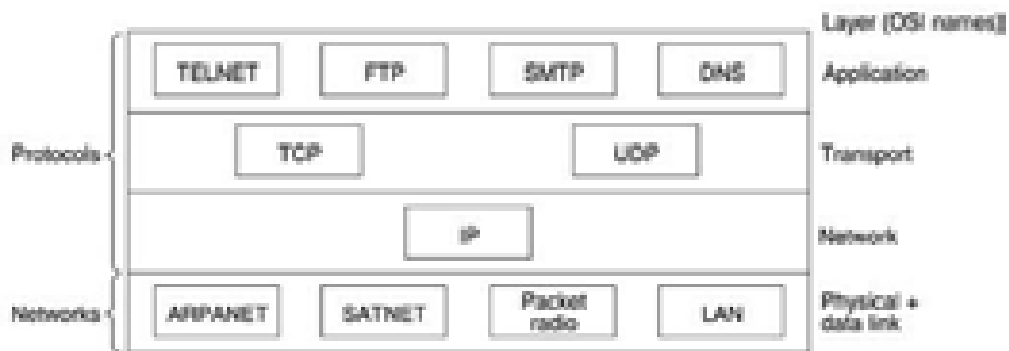 Layer (OSI names)
TELNET FTP SMTP DNS Application
Protocols TCP UDP Transport
IP Network
Networks ARPANET SATNET Packet radio LAN Physical + data link